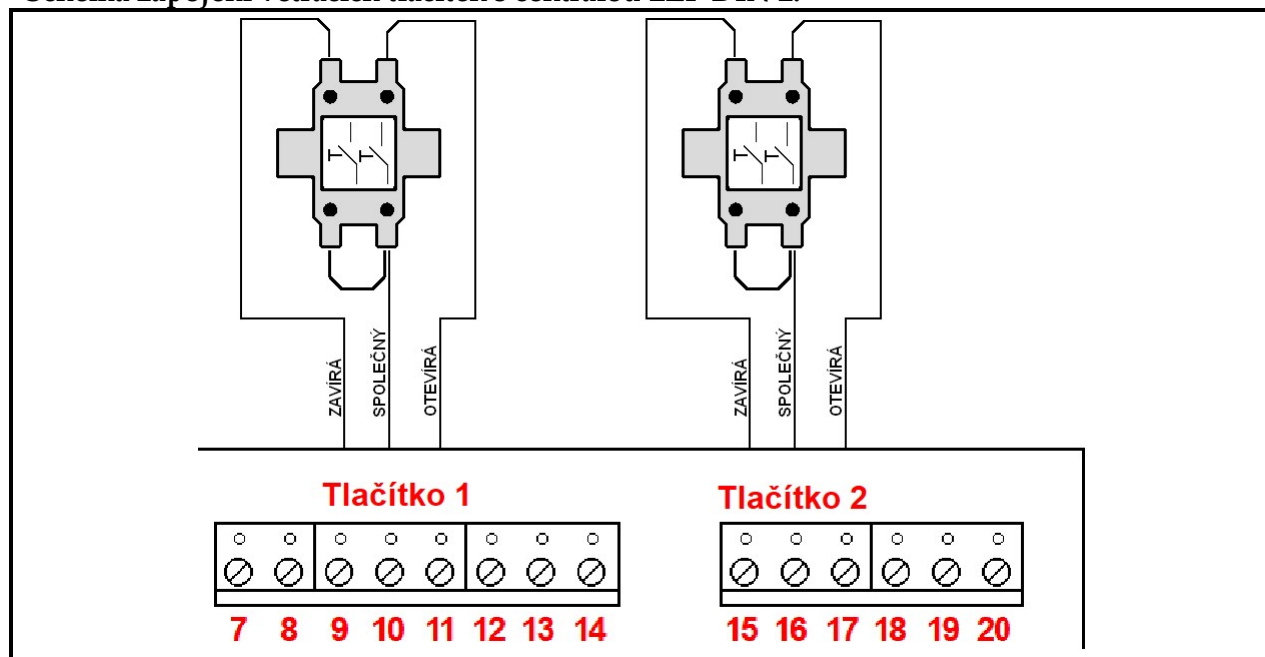 ZAVÍRÁ
SPOLEČNÝ
OTEVÍRÁ
ZAVÍRÁ
SPOLEČNÝ
OTEVÍRÁ
Tlačítko 1
Tlačítko 2
7 8 9 10 11 12 13 14
15 16 17 18 19 20